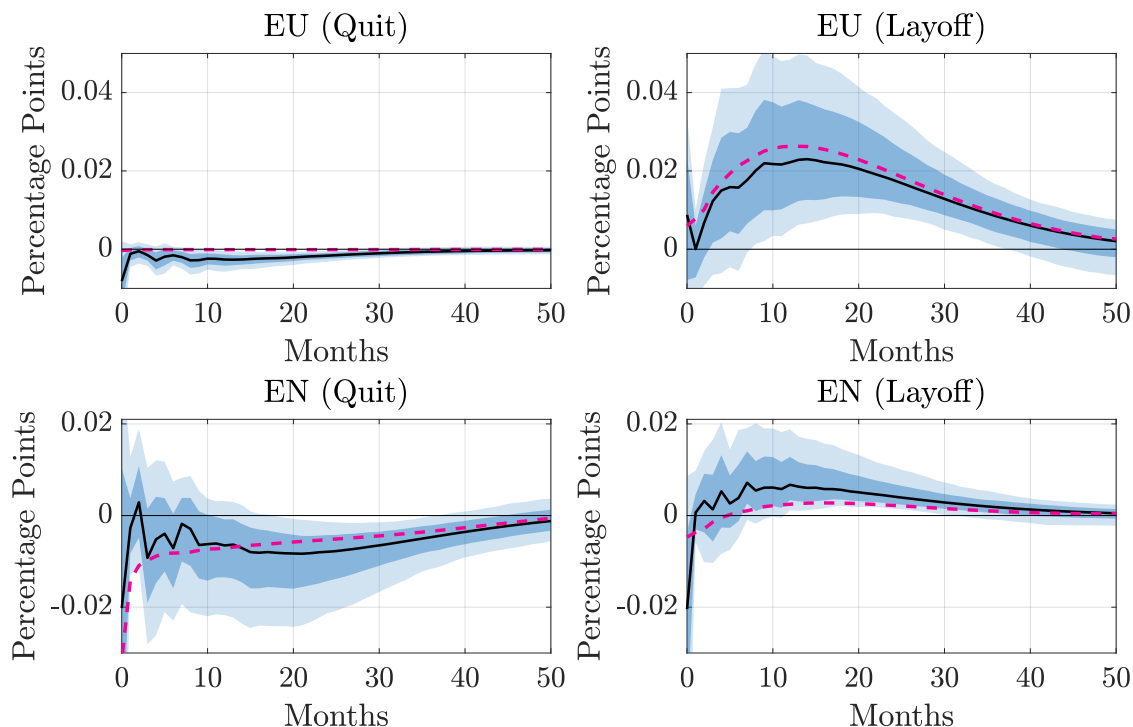 EU (Quit)
Percentage Points
0.04
0.02
0
0 10 20 30 40 50
Months
EU (Layoff)
Percentage Points
0.04
0.02
0
0 10 20 30 40 50
Months
EN (Quit)
Percentage Points
0.02
0
-0.02
0 10 20 30 40 50
Months
EN (Layoff)
Percentage Points
0.02
0
-0.02
0 10 20 30 40 50
Months